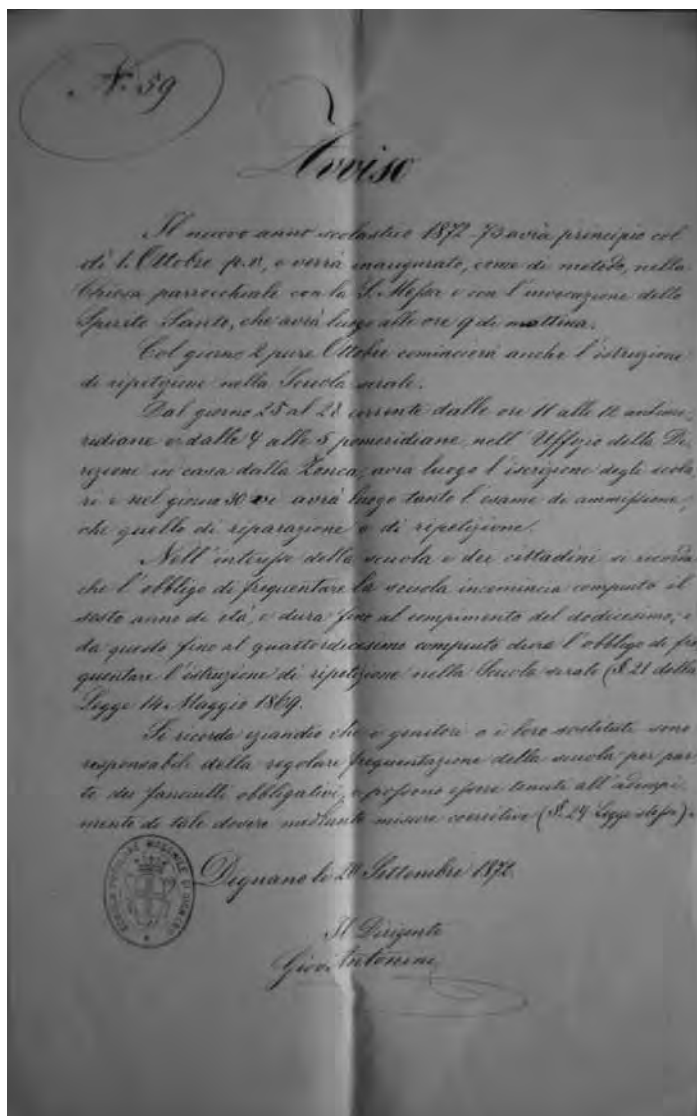 N. 59
Avviso
Il nuovo anno scolastico 1872-73 avrà principio col
dì 1. Ottobre p.v., e verrà inaugurato, come di metodo, nella
Chiesa parrocchiale con la S. Messa e con l'invocazione dello
Spirito Santo, che avrà luogo alle ore 9 di mattina.
Col giorno 2 pure Ottobre comincierà anche l'istruzione
di ripetizione nella Scuola serale.
Dal giorno 25 al 28 corrente dalle ore 11 alle 12 antime-
ridiane e dalle 4 alle 5 pomeridiane, nell'Uffizio della Di-
rezione in casa dalla Zonca, avrà luogo l'iscrizione degli scola-
ri e nel giorno 30 avrà luogo tanto l'esame di ammissione,
che quello di riparazione e di ripetizione.
Nell'interesse della scuola e dei cittadini si ricorda
che l'obbligo di frequentare la scuola incomincia compiuto il
sesto anno di età, e dura fino al compimento del dodicesimo; e
da questo fino al quattordicesimo compiuto dura l'obbligo di fre
quentare l'istruzione di ripetizione nella Scuola serale (§. 21 della
Legge 14. Maggio 1869.
Si ricorda eziandio che i genitori o i loro sostituti sono
responsabili della regolare frequentazione della scuola per par
te dei fanciulli obbligativi, e possono essere tenuti all'adempi-
mento di tale dovere mediante misure coercitive (§. 24 Legge stessa).
SCUOLA POPOLARE MASCHILE DI DIGNANO
Dignano li 20 Settembre 1872.
Il Dirigente
Giov. Antonini